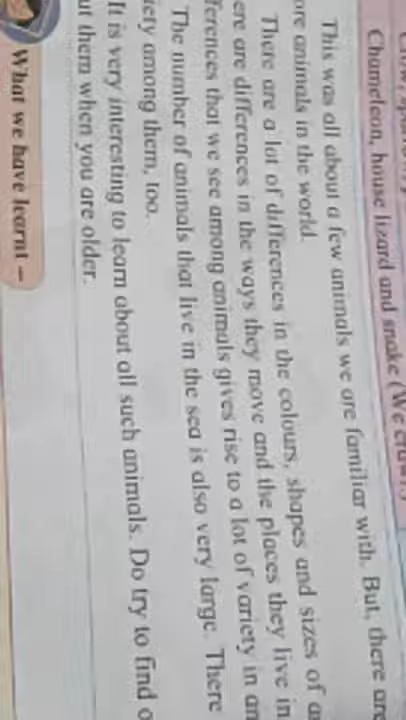 Chameleon, house lizard and snake (We crawl)
This was all about a few animals we are familiar with. But, there are
ore animals in the world.
There are a lot of differences in the colours, shapes and sizes of a
ere are differences in the ways they move and the places they live in
ferences that we see among animals gives rise to a lot of variety in an
The number of animals that live in the sea is also very large. There
iety among them, too.
It is very interesting to learn about all such animals. Do try to find o
ut them when you are older.
What we have learnt –